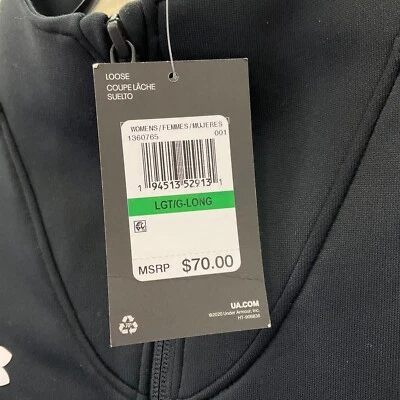 LOOSE
COUPE LÂCHE
SUELTO
WOMENS/FEMMES/MUJERES
1360765 001
1 94513 52913 1
LGT/G-LONG
MSRP $70.00
UA.COM
©2020 Under Armour, Inc.